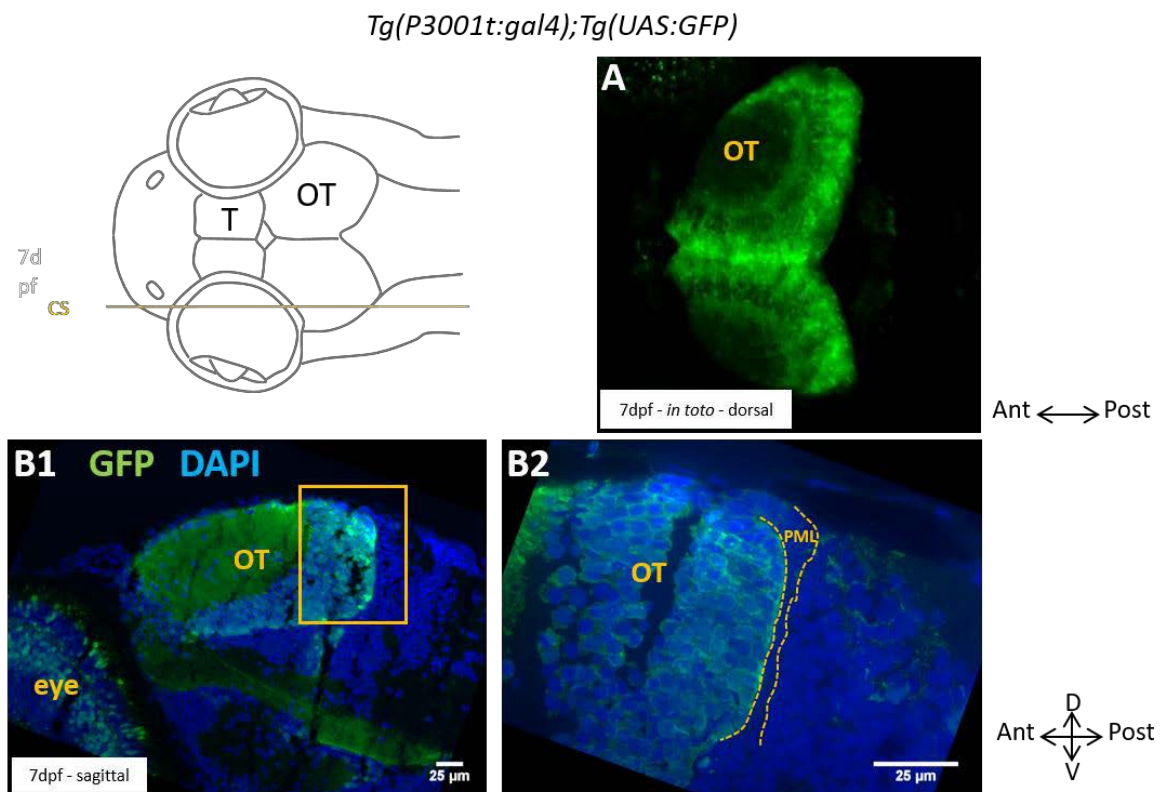 Tg(P3001t:gal4);Tg(UAS:GFP)
A
OT
OT
T
7d
pf
CS
7dpf - in toto - dorsal
Ant Post
B1 GFP DAPI
OT
eye
7dpf - sagittal
25 µm
B2
PML
OT
25 µm
D
Ant Post
V